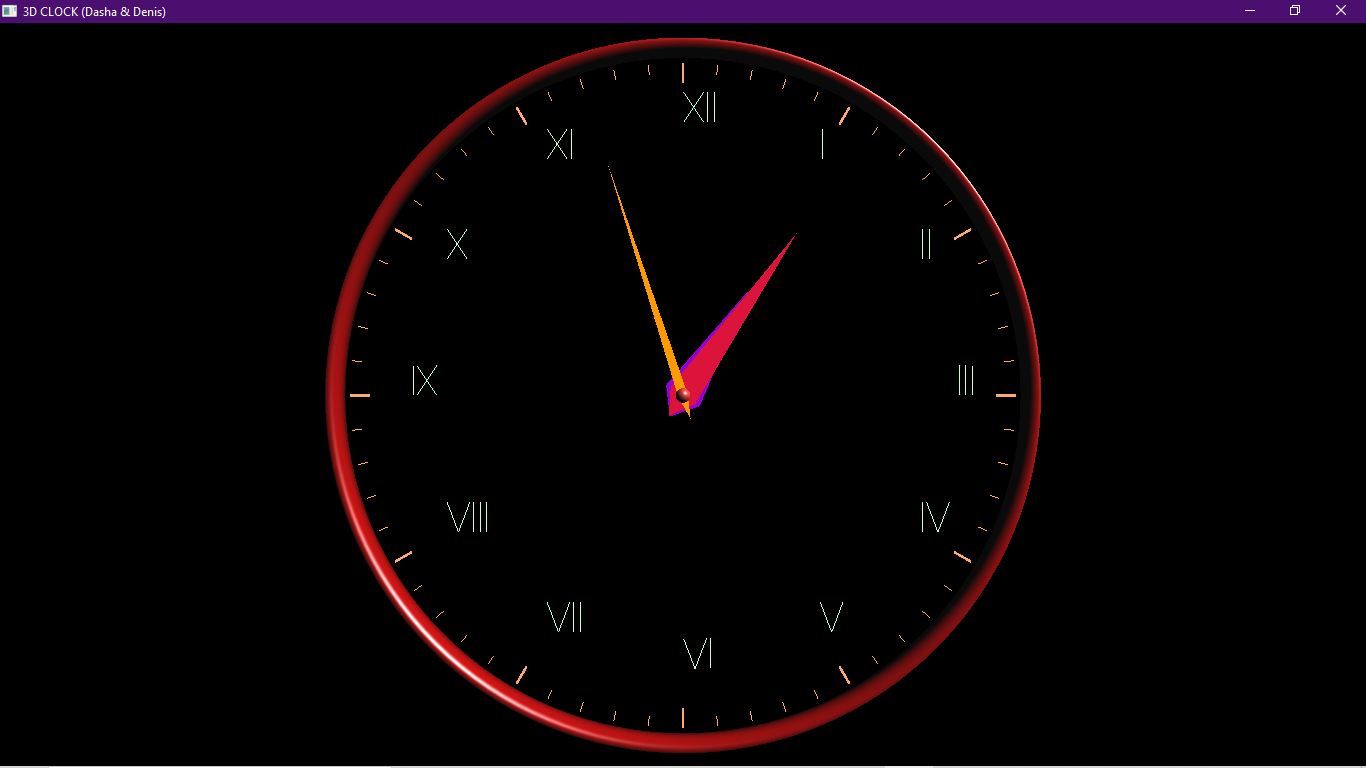 3D CLOCK (Dasha & Denis)
XII
I
II
III
IV
V
VI
VII
VIII
IX
X
XI